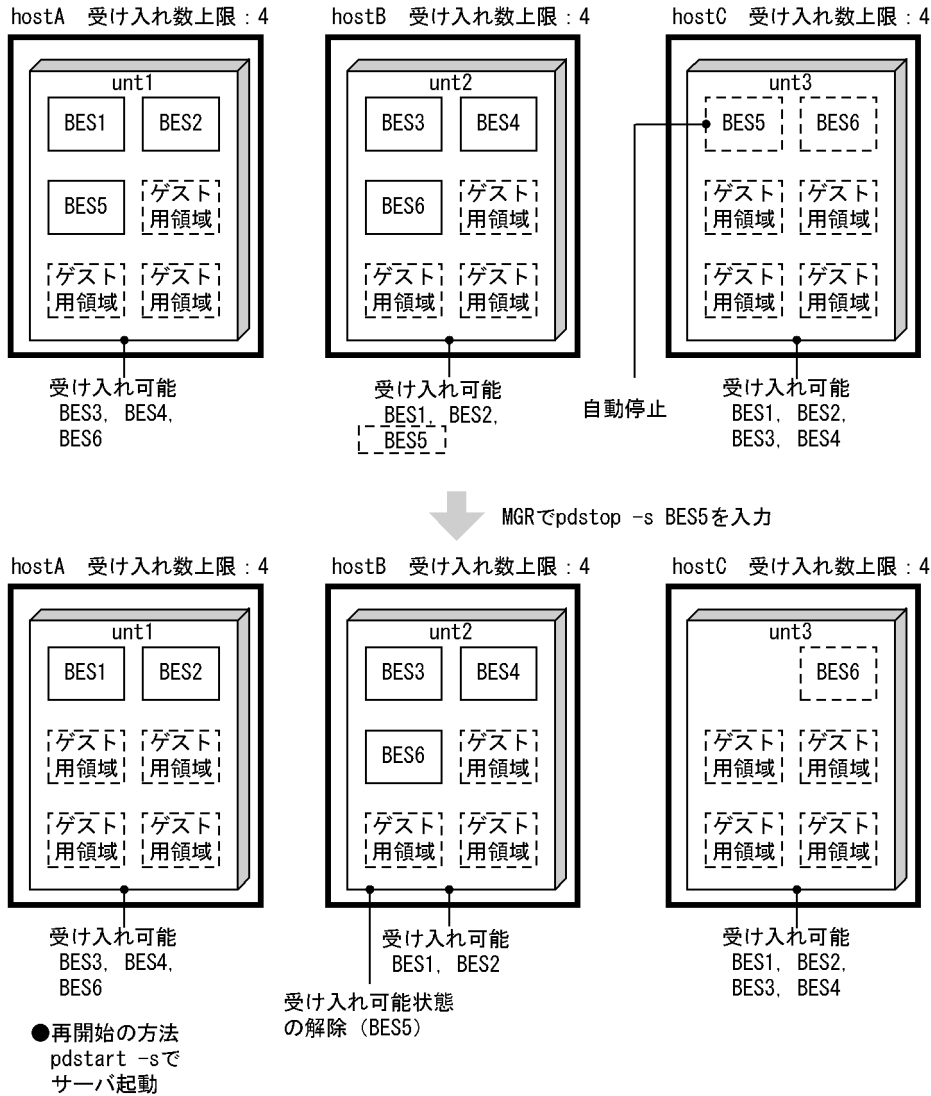 hostA　受け入れ数上限：4
hostB　受け入れ数上限：4
hostC　受け入れ数上限：4
unt1
BES1
BES2
BES5
ゲスト
用領域
ゲスト
用領域
ゲスト
用領域
unt2
BES3
BES4
BES6
ゲスト
用領域
ゲスト
用領域
ゲスト
用領域
unt3
BES5
BES6
ゲスト
用領域
ゲスト
用領域
ゲスト
用領域
ゲスト
用領域
受け入れ可能
BES3，BES4，
BES6
受け入れ可能
BES1，BES2，
BES5
自動停止
受け入れ可能
BES1，BES2，
BES3，BES4
MGRでpdstop -s BES5を入力
hostA　受け入れ数上限：4
hostB　受け入れ数上限：4
hostC　受け入れ数上限：4
unt1
BES1
BES2
ゲスト
用領域
ゲスト
用領域
ゲスト
用領域
ゲスト
用領域
unt2
BES3
BES4
BES6
ゲスト
用領域
ゲスト
用領域
ゲスト
用領域
unt3
BES6
ゲスト
用領域
ゲスト
用領域
ゲスト
用領域
ゲスト
用領域
受け入れ可能
BES3，BES4，
BES6
受け入れ可能
BES1，BES2
受け入れ可能状態
の解除（BES5）
受け入れ可能
BES1，BES2，
BES3，BES4
●再開始の方法
pdstart -sで
サーバ起動